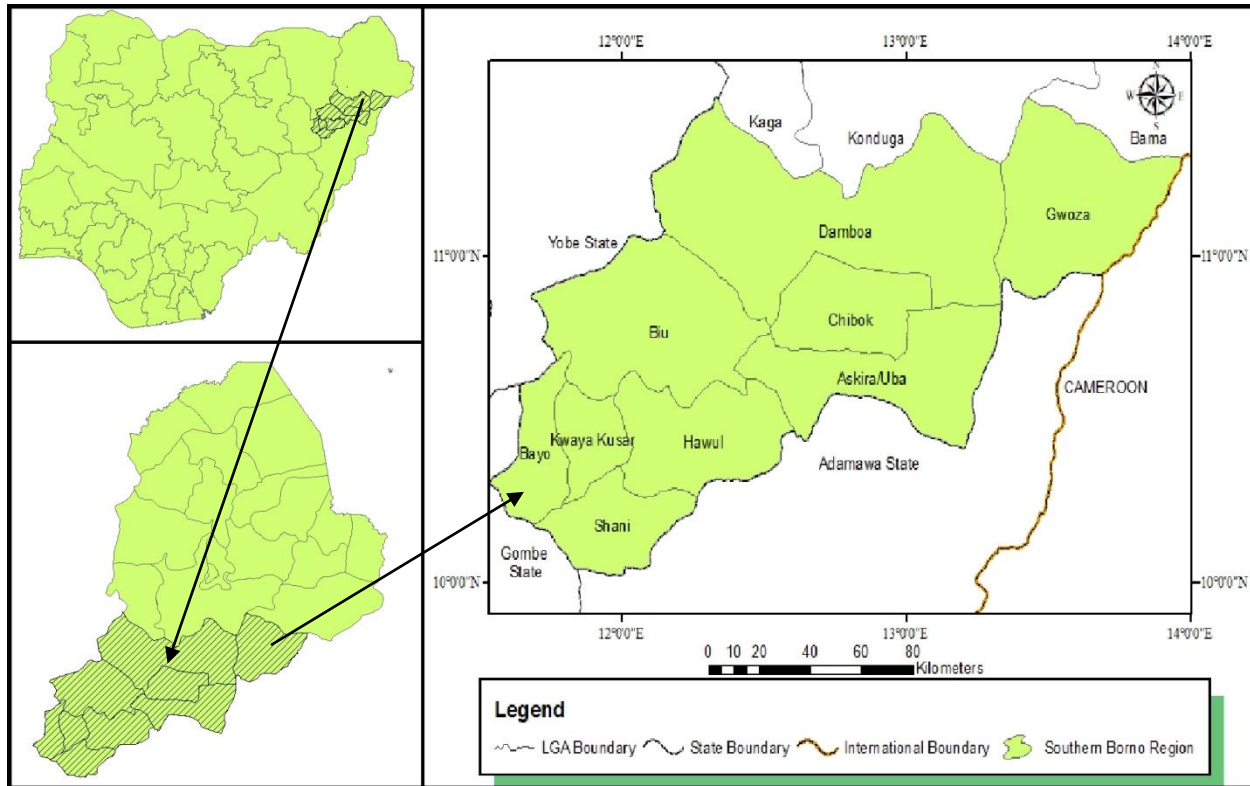 12°0'0"E 13°0'0"E 14°0'0"E
N
W E
S
Kaga
Konduga
Bama
Gwoza
Damboa
Yobe State
11°0'0"N 11°0'0"N
Chibok
Biu
Askira/Uba
CAMEROON
Kwaya Kusar
Hawul
Bayo
Adamawa State
Shani
Gombe
State
10°0'0"N 10°0'0"N
12°0'0"E 13°0'0"E 14°0'0"E
0 10 20 40 60 80
Kilometers
Legend
LGA Boundary State Boundary International Boundary Southern Borno Region